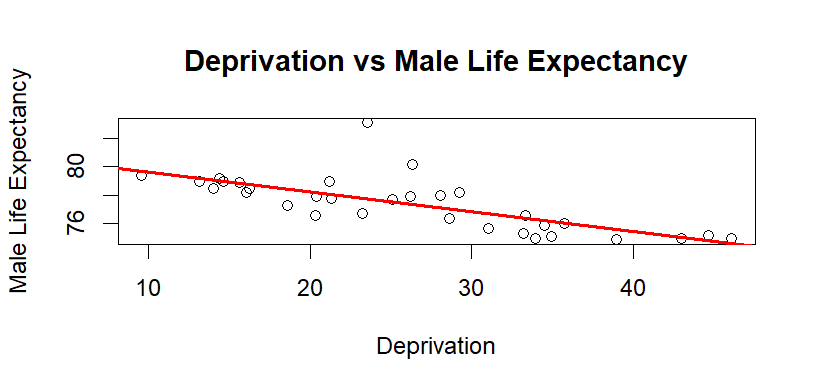 Deprivation vs Male Life Expectancy
Male Life Expectancy
80
76
10 20 30 40
Deprivation